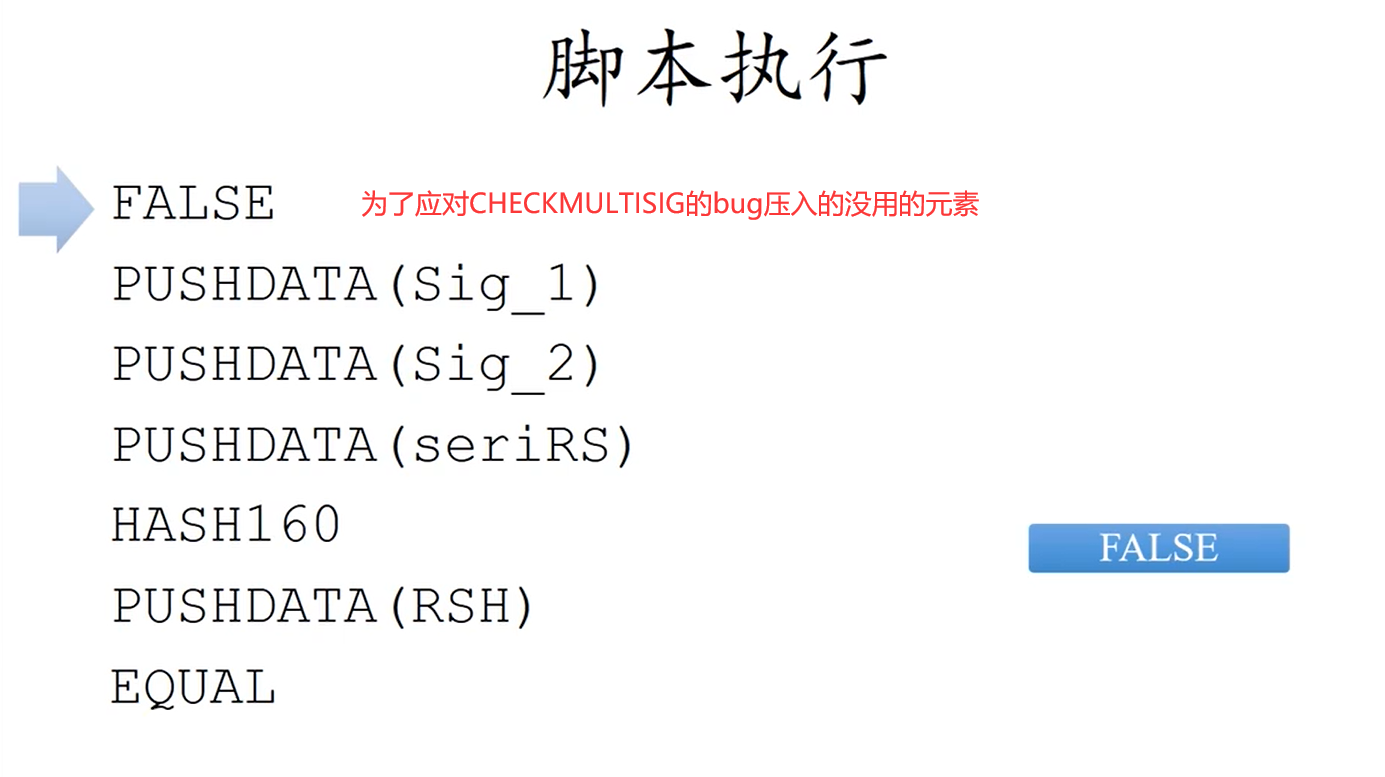 脚本执行
FALSE 为了应对CHECKMULTISIG的bug压入的没用的元素
PUSHDATA(Sig_1)
PUSHDATA(Sig_2)
PUSHDATA(seriRS)
HASH160
FALSE
PUSHDATA(RSH)
EQUAL